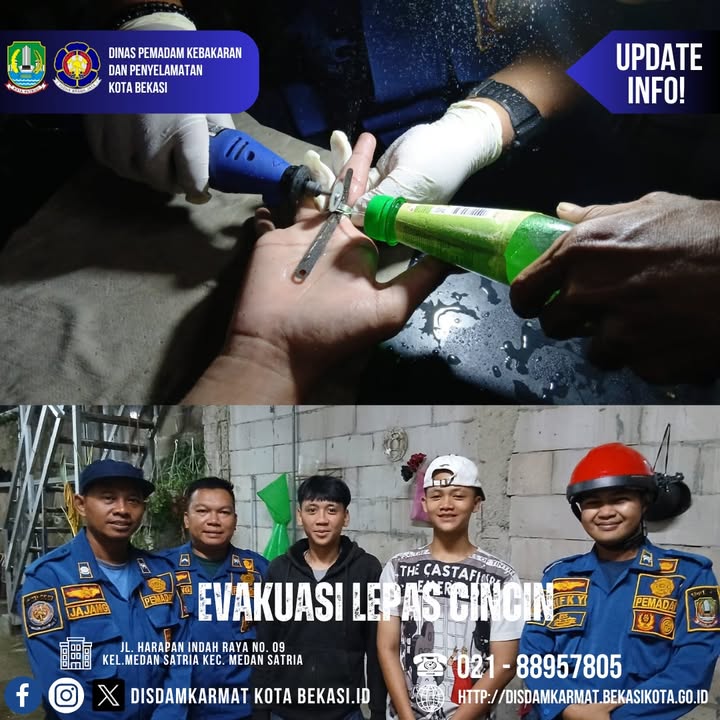 DINAS PEMADAM KEBAKARAN
DAN PENYELAMATAN
KOTA BEKASI
UPDATE
INFO!
THE CASTAF
JAJANG
PEMADA
EVAKUASI LEPAS CINCIN
PEMADA
JL. HARAPAN INDAH RAYA NO. 09
KEL.MEDAN SATRIA KEC. MEDAN SATRIA
021 - 88957805
DISDAMKARMAT KOTA BEKASI.ID
HTTP://DISDAMKARMAT.BEKASIKOTA.GO.ID